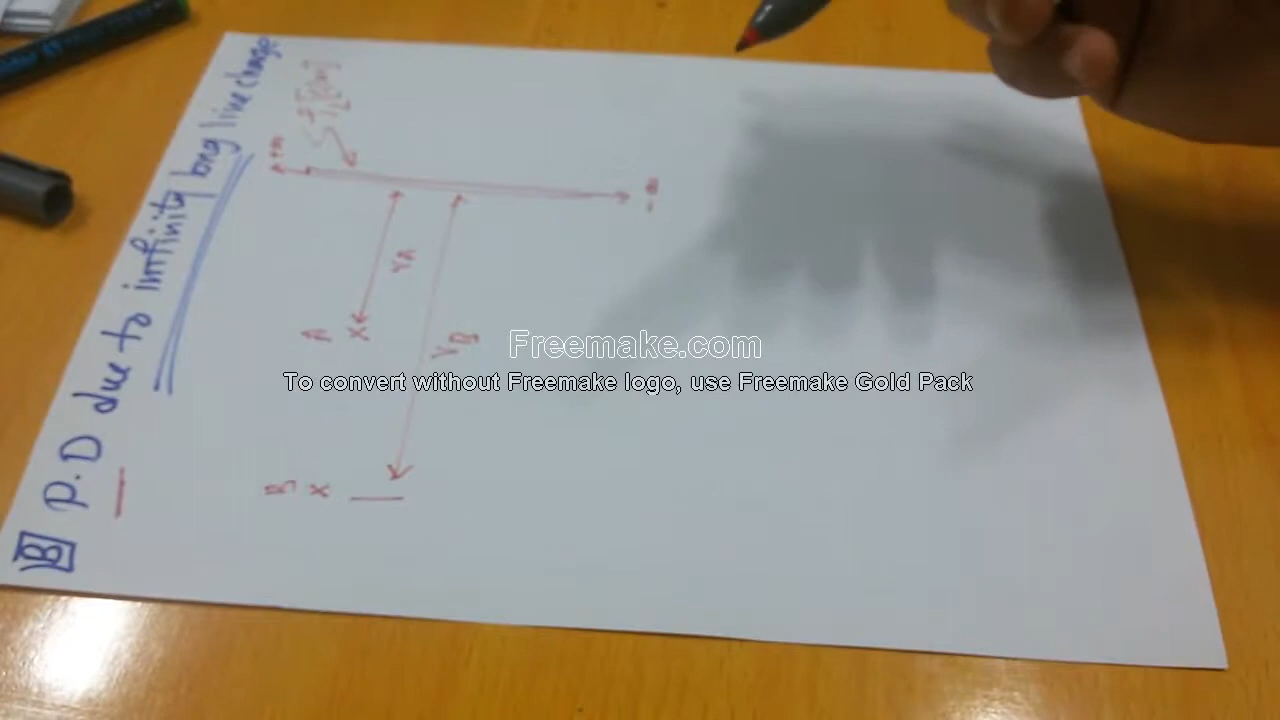 B P.D due to infinity long line charge
+∞
A
X
rA
B
X
rB
-∞
Freemake.com
To convert without Freemake logo, use Freemake Gold Pack